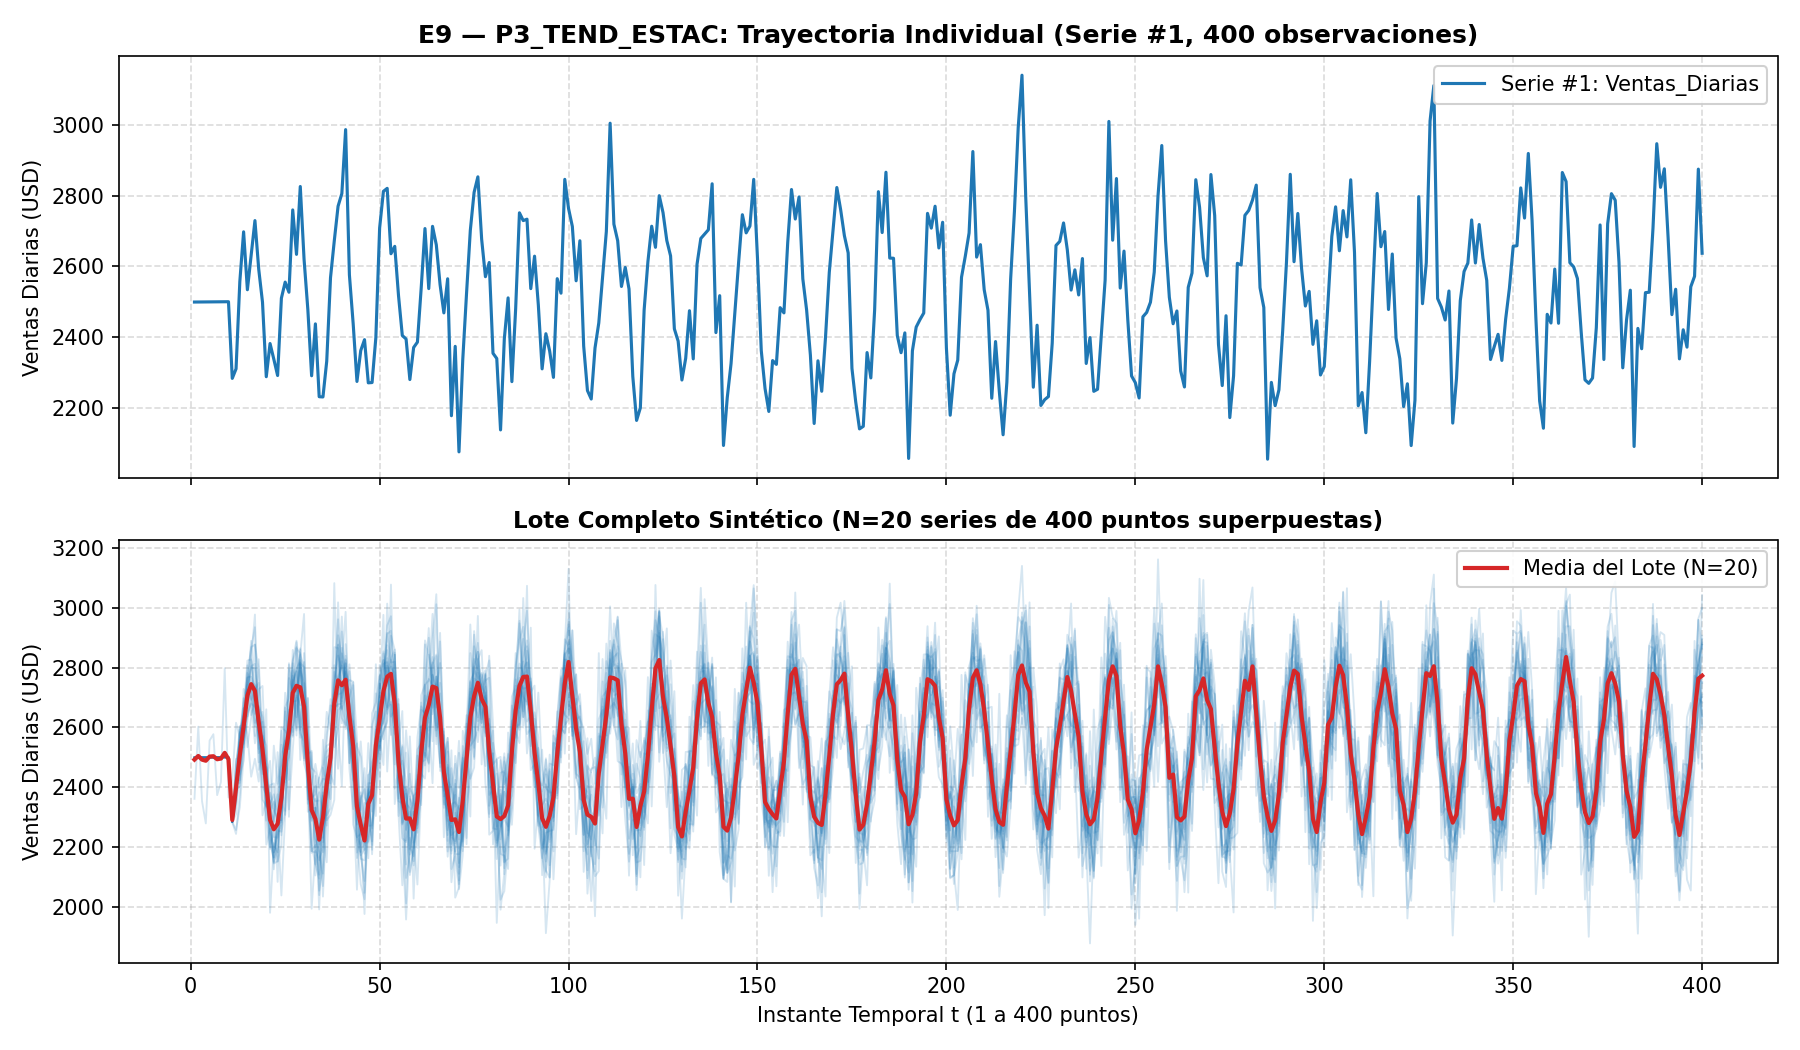 E9 — P3_TEND_ESTAC: Trayectoria Individual (Serie #1, 400 observaciones)
Serie #1: Ventas_Diarias
Ventas Diarias (USD)
3000
2800
2600
2400
2200
Lote Completo Sintético (N=20 series de 400 puntos superpuestas)
Media del Lote (N=20)
Ventas Diarias (USD)
3200
3000
2800
2600
2400
2200
2000
0 50 100 150 200 250 300 350 400
Instante Temporal t (1 a 400 puntos)